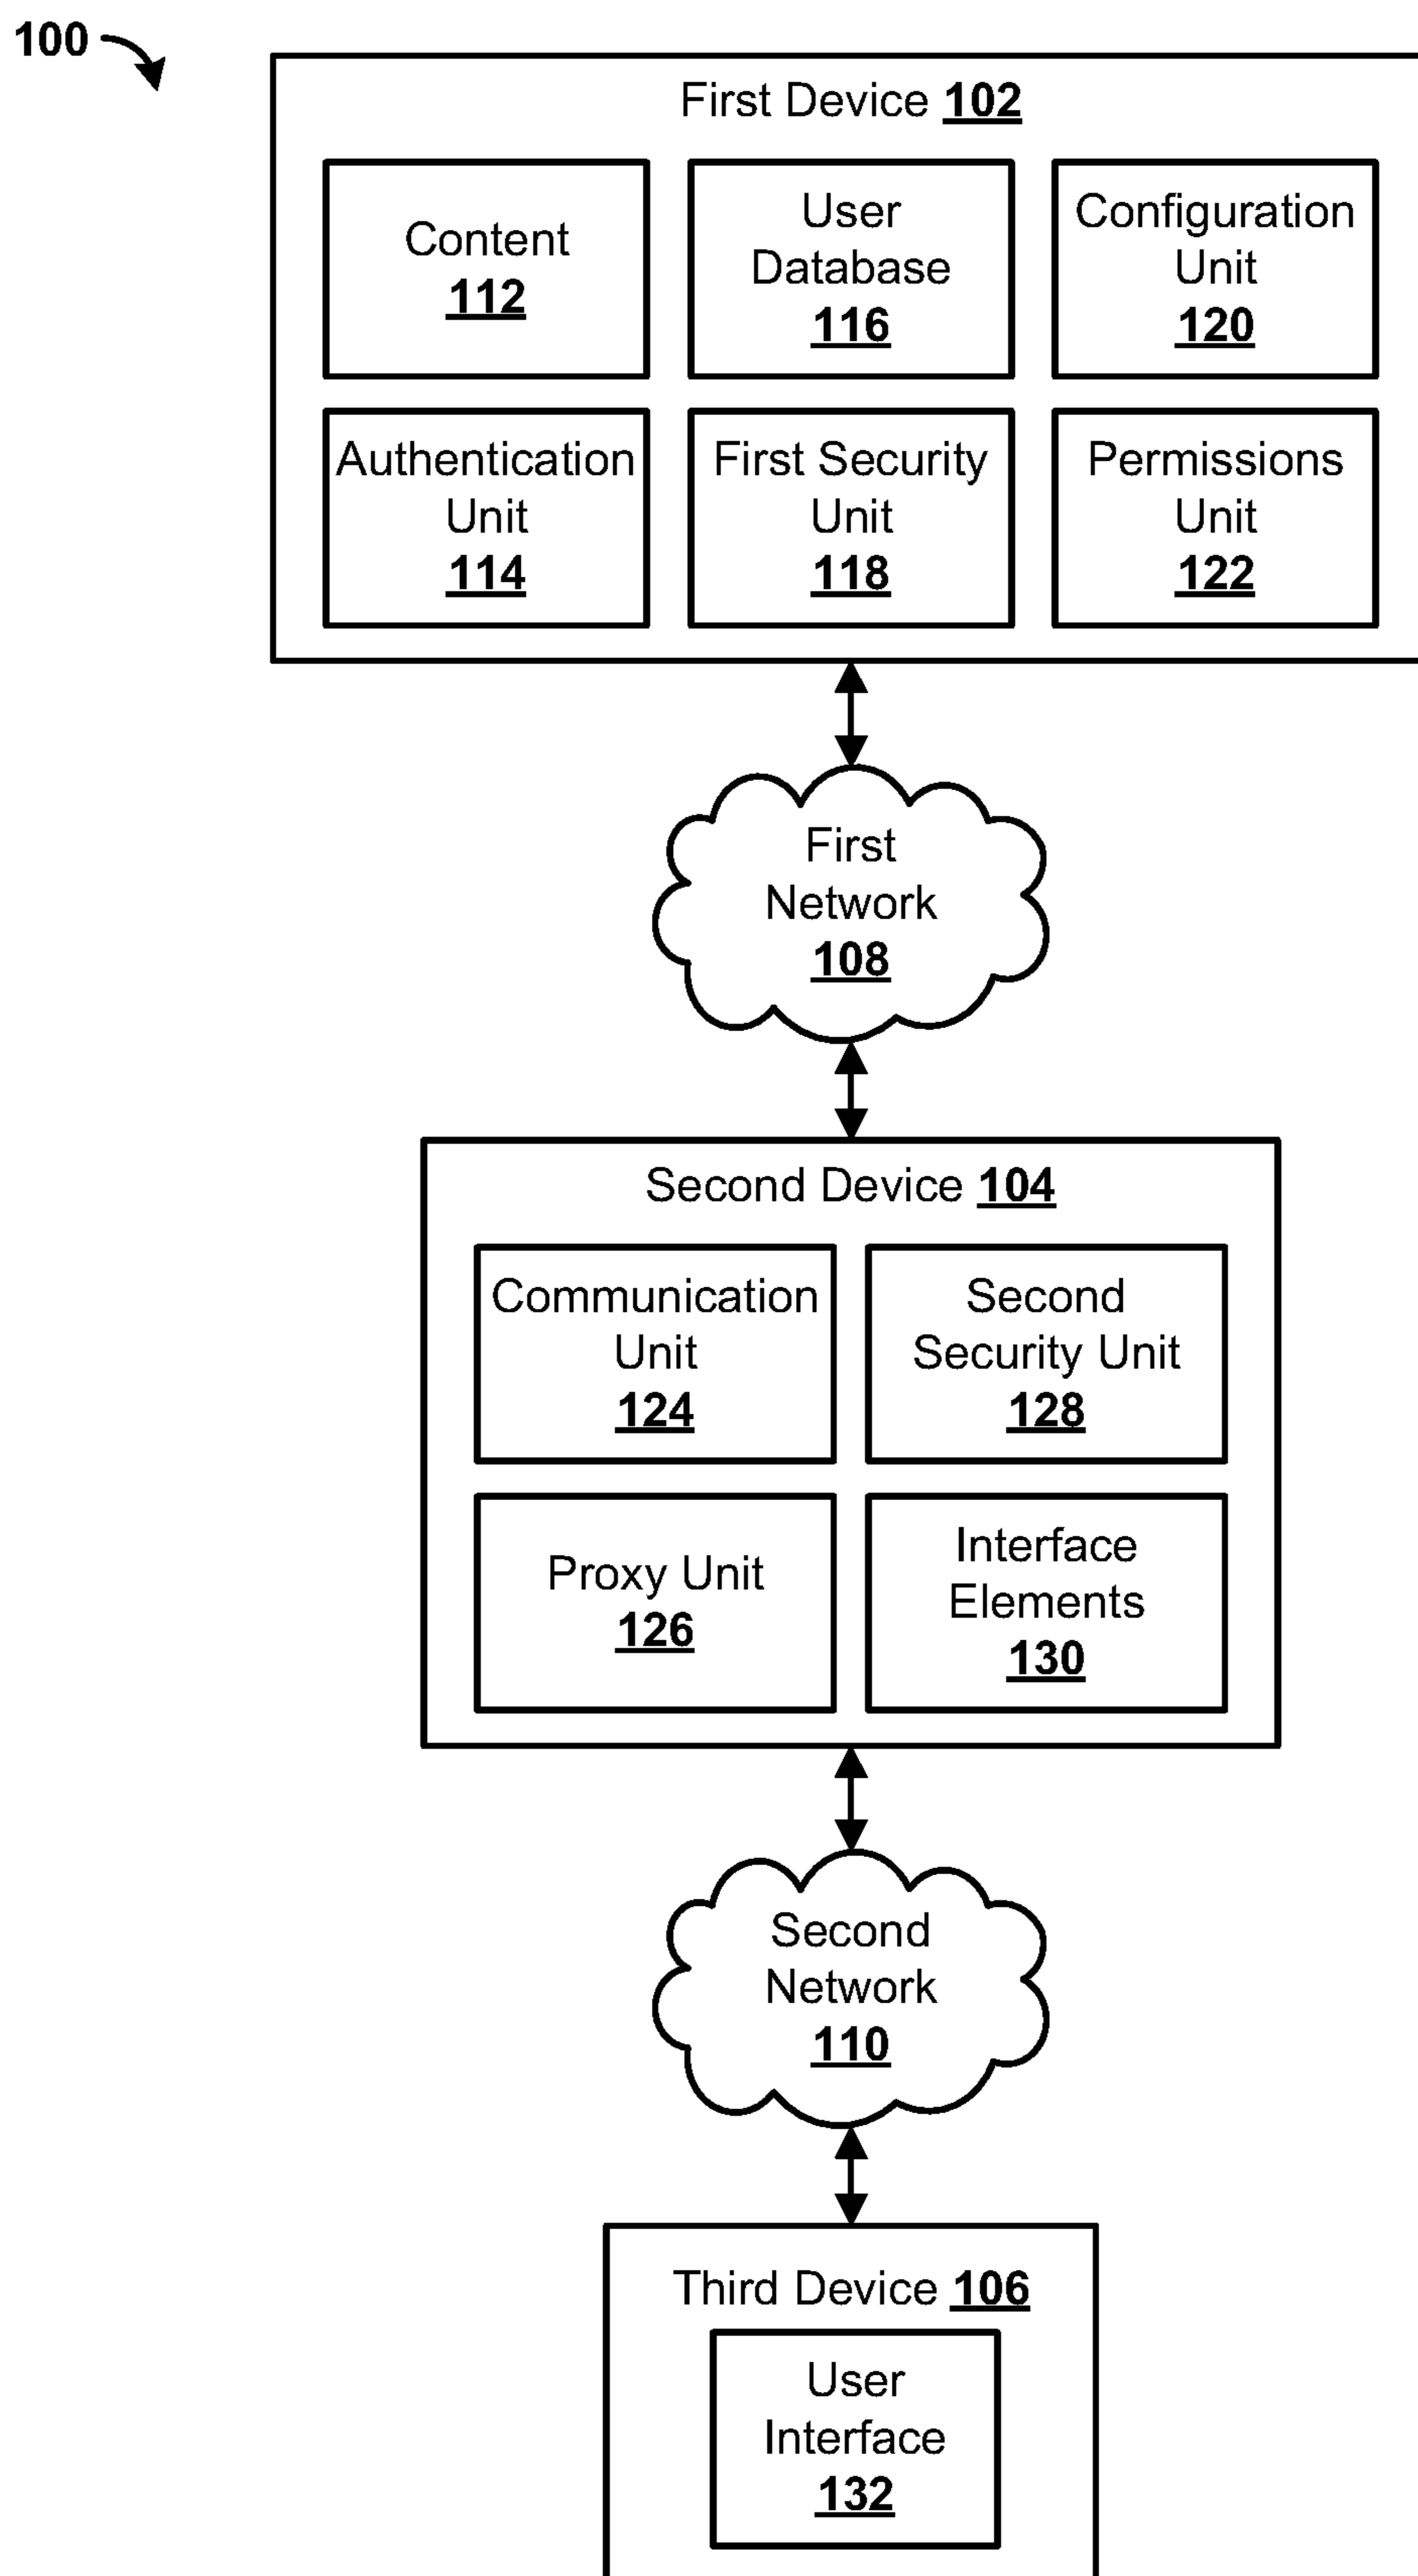 100
First Device 102
Content
112
User
Database
116
Configuration
Unit
120
Authentication
Unit
114
First Security
Unit
118
Permissions
Unit
122
First
Network
108
Second Device 104
Communication
Unit
124
Second
Security Unit
128
Proxy Unit
126
Interface
Elements
130
Second
Network
110
Third Device 106
User
Interface
132